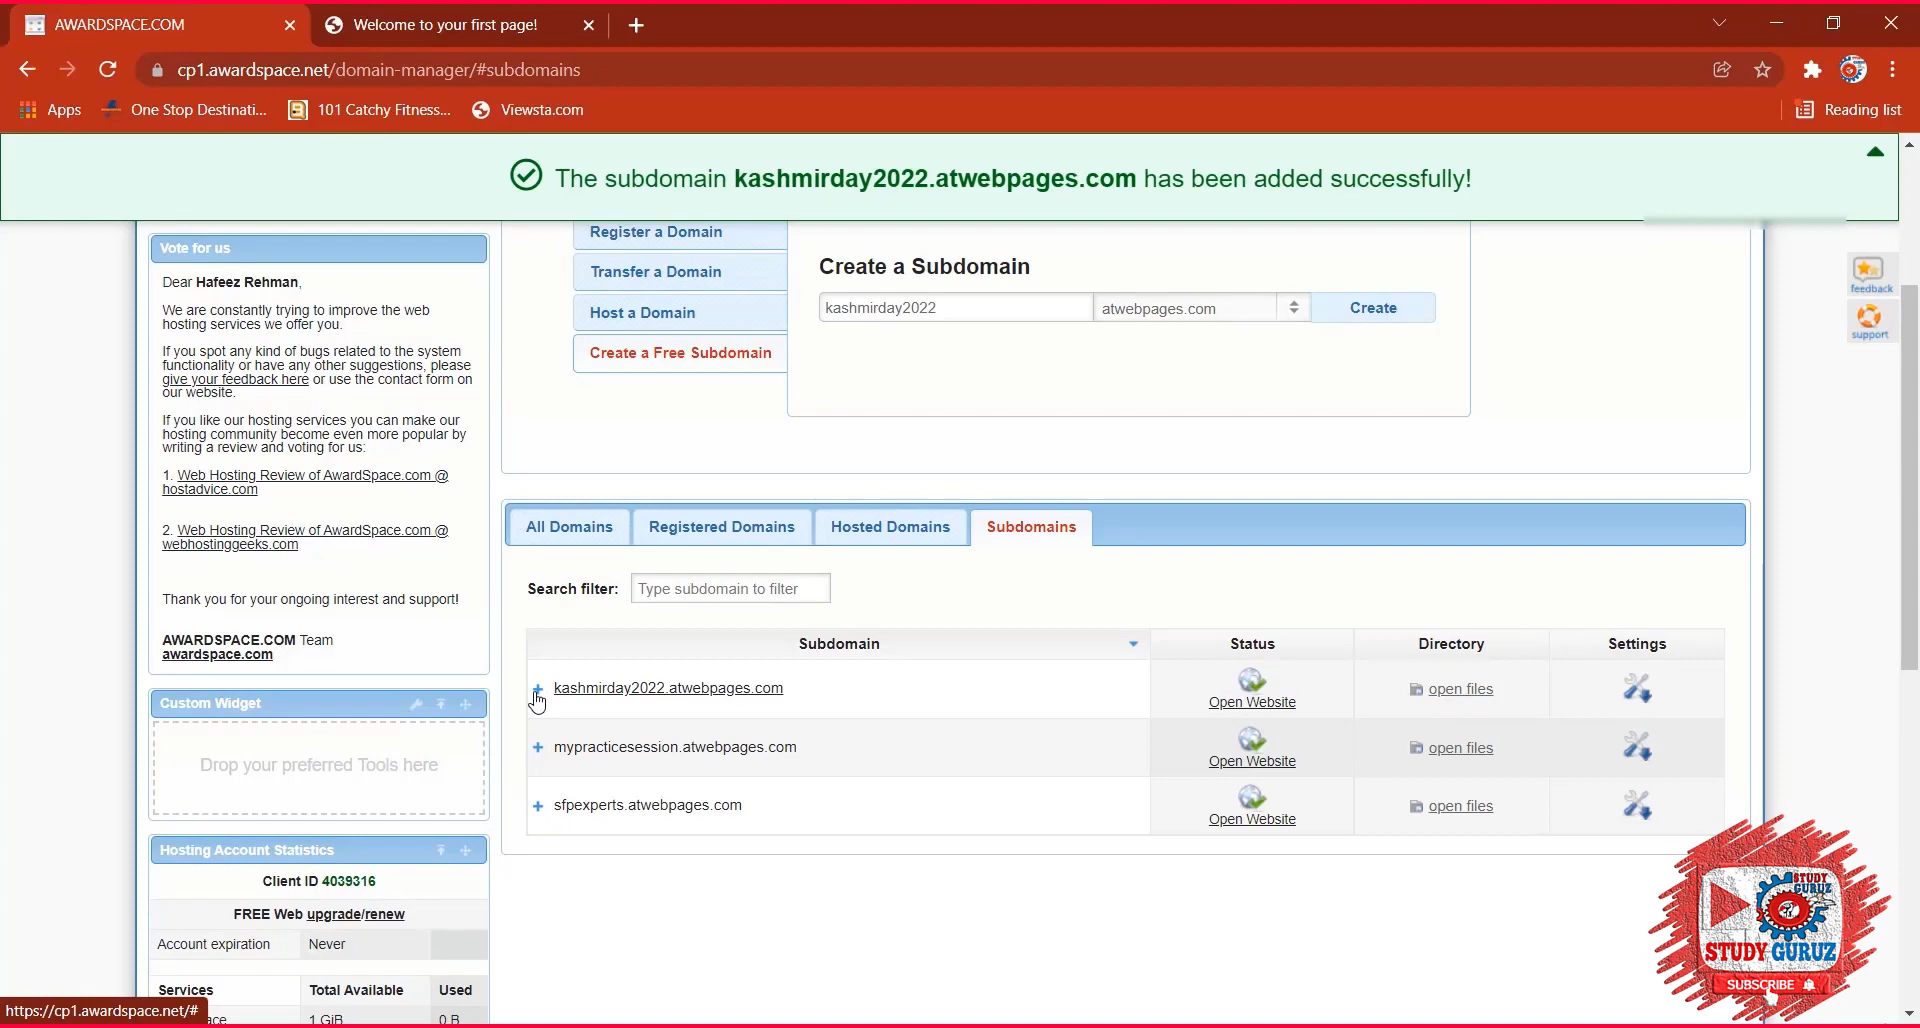 AWARDSPACE.COM
Welcome to your first page!
cp1.awardspace.net/domain-manager/#subdomains
Apps
One Stop Destinati...
101 Catchy Fitness...
Viewsta.com
Reading list
The subdomain kashmirday2022.atwebpages.com has been added successfully!
Vote for us
Dear Hafeez Rehman,
We are constantly trying to improve the web
hosting services we offer you.
If you spot any kind of bugs related to the system
functionality or have any other suggestions, please
give your feedback here or use the contact form on
our website.
If you like our hosting services you can make our
hosting community become even more popular by
writing a review and voting for us:
1. Web Hosting Review of AwardSpace.com @
hostadvice.com
2. Web Hosting Review of AwardSpace.com @
webhostinggeeks.com
Thank you for your ongoing interest and support!
AWARDSPACE.COM Team
awardspace.com
Custom Widget
Drop your preferred Tools here
Hosting Account Statistics
Client ID 4039316
FREE Web upgrade/renew
Account expiration Never
Services Total Available Used
ace 1 GiB 0 B
https://cp1.awardspace.net/#
Register a Domain
Transfer a Domain
Host a Domain
Create a Free Subdomain
Create a Subdomain
kashmirday2022 atwebpages.com Create
feedback
support
All Domains Registered Domains Hosted Domains Subdomains
Search filter: Type subdomain to filter
Subdomain Status Directory Settings
kashmirday2022.atwebpages.com Open Website open files
mypracticesession.atwebpages.com Open Website open files
sfpexperts.atwebpages.com Open Website open files
STUDY
GURUZ
STUDY GURUZ
SUBSCRIBE